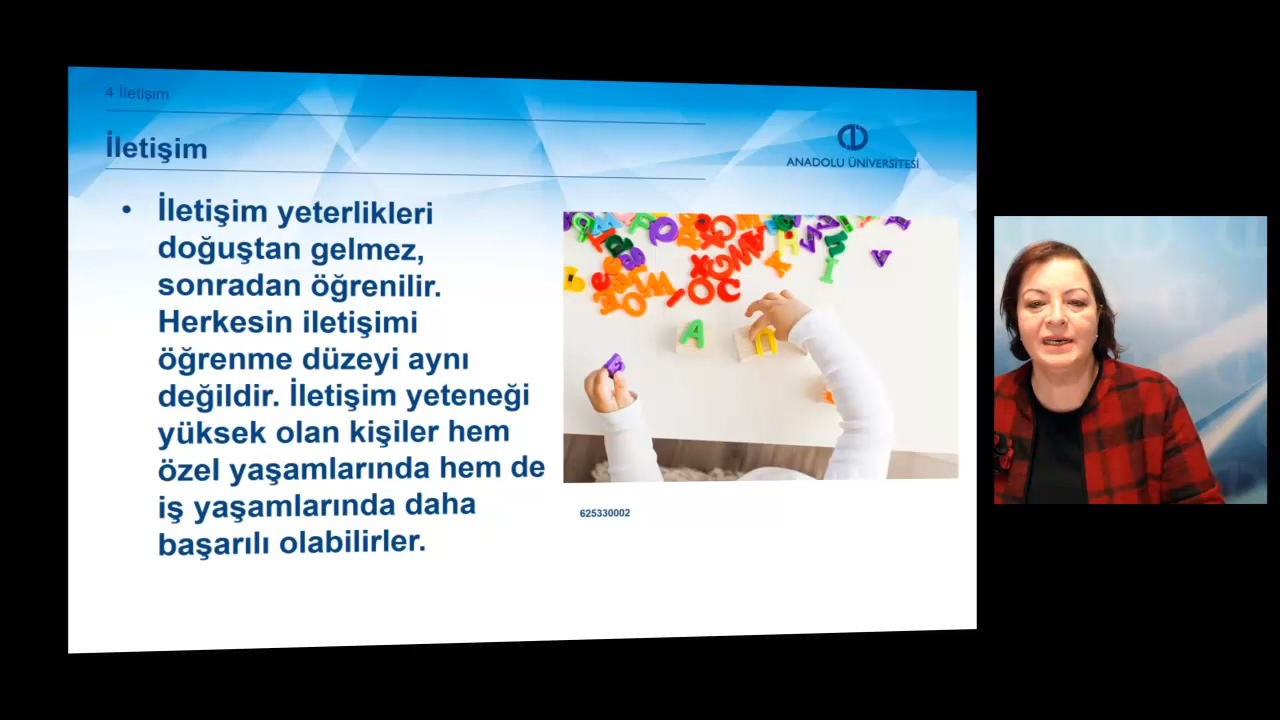 4 İletişim
İletişim
ANADOLU ÜNİVERSİTESİ
• İletişim yeterlikleri
doğuştan gelmez,
sonradan öğrenilir.
Herkesin iletişimi
öğrenme düzeyi aynı
değildir. İletişim yeteneği
yüksek olan kişiler hem
özel yaşamlarında hem de
iş yaşamlarında daha
başarılı olabilirler.
625330002